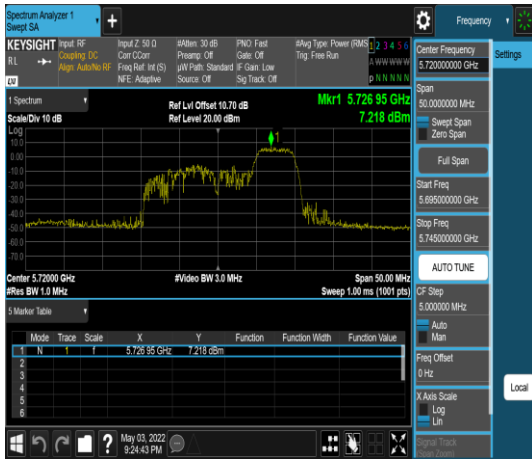 Spectrum Analyzer 1
Swept SA
Frequency
KEYSIGHT
R L
Input: RF
Coupling: DC
Align: Auto/No RF
Input Z: 50 Ω
Corr CCorr
Freq Ref: Int (S)
NFE: Adaptive
#Atten: 30 dB
Preamp: Off
µW Path: Standard
Source: Off
PNO: Fast
Gate: Off
IF Gain: Low
Sig Track: Off
#Avg Type: Power (RMS
Trig: Free Run
1 2 3 4 5 6
A W W W W W
P N N N N N
1 Spectrum
Scale/Div 10 dB
Ref Lvl Offset 10.70 dB
Ref Level 20.00 dBm
Mkr1 5.726 95 GHz
7.218 dBm
Log
10.0
0.00
-10.0
-20.0
-30.0
-40.0
-50.0
-60.0
-70.0
1
Center 5.72000 GHz
#Res BW 1.0 MHz
#Video BW 3.0 MHz
Span 50.00 MHz
Sweep 1.00 ms (1001 pts)
5 Marker Table
Mode Trace Scale X Y Function Function Width Function Value
1 N 1 f 5.726 95 GHz 7.218 dBm
2
3
4
5
6
May 03, 2022
9:24:43 PM
Center Frequency
5.720000000 GHz
Settings
Span
50.0000000 MHz
Swept Span
Zero Span
Full Span
Start Freq
5.695000000 GHz
Stop Freq
5.745000000 GHz
AUTO TUNE
CF Step
5.000000 MHz
Auto
Man
Freq Offset
0 Hz
X Axis Scale
Log
Lin
Local
Signal Track
(Span Zoom)